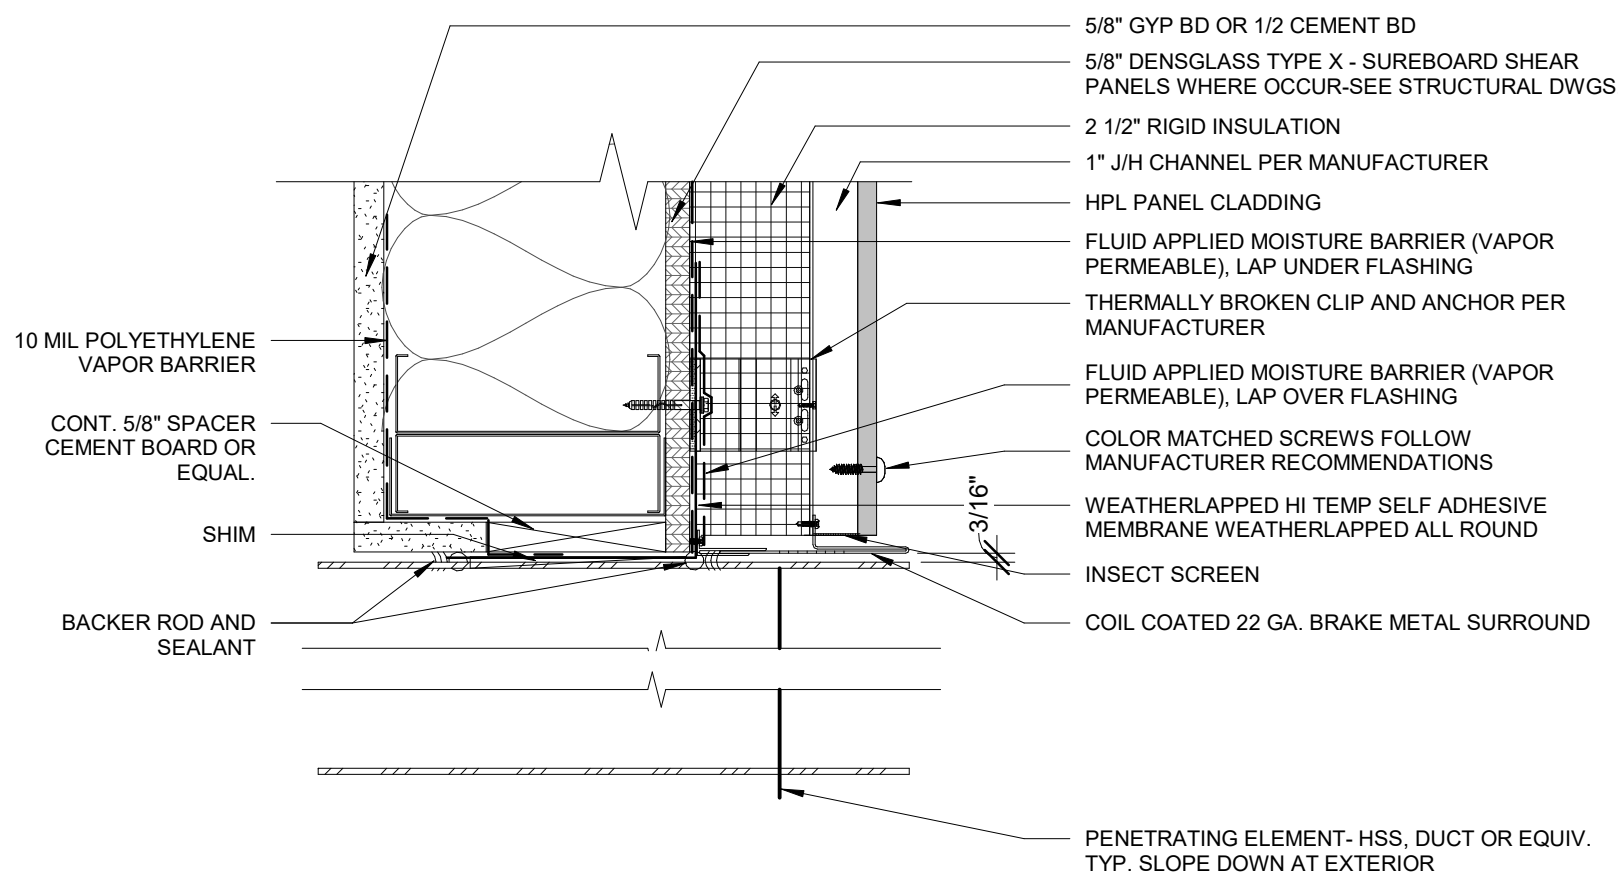 5/8" GYP BD OR 1/2 CEMENT BD
5/8" DENSGLASS TYPE X - SUREBOARD SHEAR
PANELS WHERE OCCUR-SEE STRUCTURAL DWGS
2 1/2" RIGID INSULATION
1" J/H CHANNEL PER MANUFACTURER
HPL PANEL CLADDING
FLUID APPLIED MOISTURE BARRIER (VAPOR
PERMEABLE), LAP UNDER FLASHING
THERMALLY BROKEN CLIP AND ANCHOR PER
MANUFACTURER
FLUID APPLIED MOISTURE BARRIER (VAPOR
PERMEABLE), LAP OVER FLASHING
COLOR MATCHED SCREWS FOLLOW
MANUFACTURER RECOMMENDATIONS
WEATHERLAPPED HI TEMP SELF ADHESIVE
MEMBRANE WEATHERLAPPED ALL ROUND
INSECT SCREEN
COIL COATED 22 GA. BRAKE METAL SURROUND
PENETRATING ELEMENT- HSS, DUCT OR EQUIV.
TYP. SLOPE DOWN AT EXTERIOR
10 MIL POLYETHYLENE
VAPOR BARRIER
CONT. 5/8" SPACER
CEMENT BOARD OR
EQUAL.
SHIM
BACKER ROD AND
SEALANT
3/16"